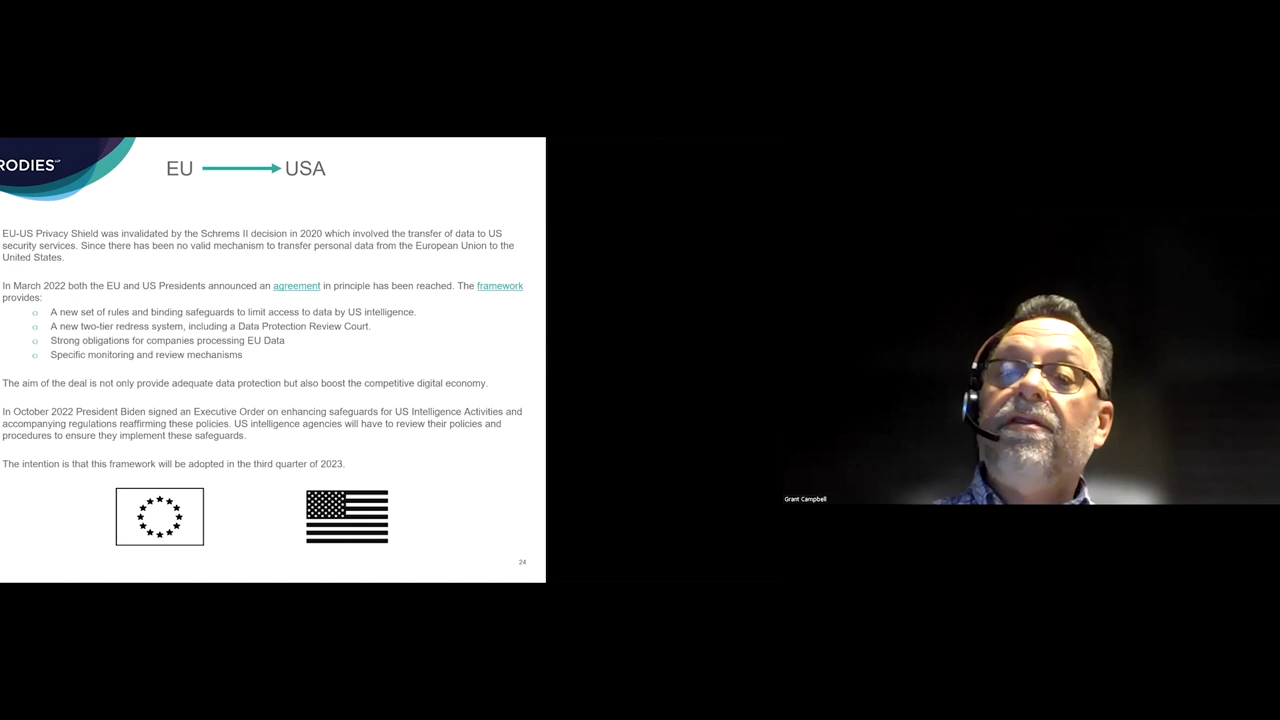 RODIES LLP
EU USA
EU-US Privacy Shield was invalidated by the Schrems II decision in 2020 which involved the transfer of data to US
security services. Since there has been no valid mechanism to transfer personal data from the European Union to the
United States.
In March 2022 both the EU and US Presidents announced an agreement in principle has been reached. The framework
provides:
o A new set of rules and binding safeguards to limit access to data by US intelligence.
o A new two-tier redress system, including a Data Protection Review Court.
o Strong obligations for companies processing EU Data
o Specific monitoring and review mechanisms
The aim of the deal is not only provide adequate data protection but also boost the competitive digital economy.
In October 2022 President Biden signed an Executive Order on enhancing safeguards for US Intelligence Activities and
accompanying regulations reaffirming these policies. US intelligence agencies will have to review their policies and
procedures to ensure they implement these safeguards.
The intention is that this framework will be adopted in the third quarter of 2023.
24
Grant Campbell